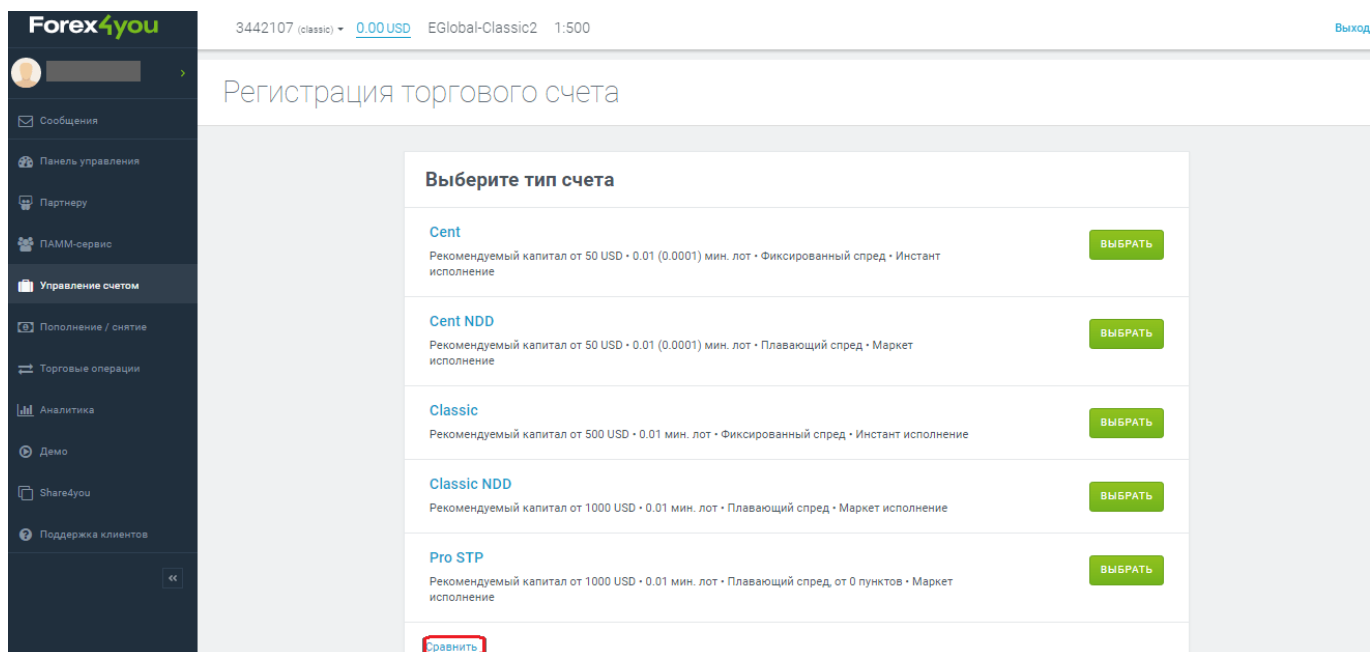 Forex4you
3442107 (classic) 0.00 USD EGlobal-Classic2 1:500
Выход
Сообщения
Панель управления
Партнеру
ПАММ-сервис
Управление счетом
Пополнение / снятие
Торговые операции
Аналитика
Демо
Share4you
Поддержка клиентов
«
Регистрация торгового счета
Выберите тип счета
Cent
Рекомендуемый капитал от 50 USD • 0.01 (0.0001) мин. лот • Фиксированный спред • Инстант
исполнение
ВЫБРАТЬ
Cent NDD
Рекомендуемый капитал от 50 USD • 0.01 (0.0001) мин. лот • Плавающий спред • Маркет
исполнение
ВЫБРАТЬ
Classic
Рекомендуемый капитал от 500 USD • 0.01 мин. лот • Фиксированный спред • Инстант исполнение
ВЫБРАТЬ
Classic NDD
Рекомендуемый капитал от 1000 USD • 0.01 мин. лот • Плавающий спред • Маркет исполнение
ВЫБРАТЬ
Pro STP
Рекомендуемый капитал от 1000 USD • 0.01 мин. лот • Плавающий спред, от 0 пунктов • Маркет
исполнение
ВЫБРАТЬ
Сравнить